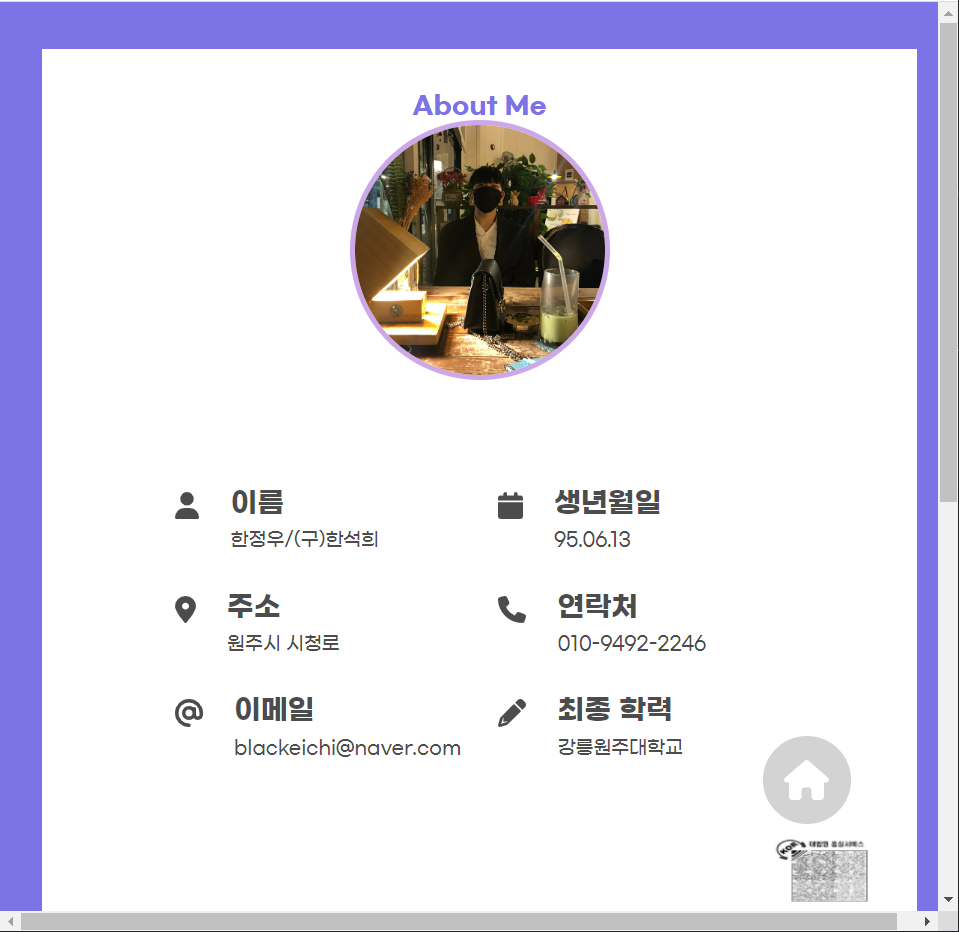 About Me
이름
한정우/(구)한석희
생년월일
95.06.13
주소
원주시 시청로
연락처
010-9492-2246
이메일
blackeichi@naver.com
최종 학력
강릉원주대학교